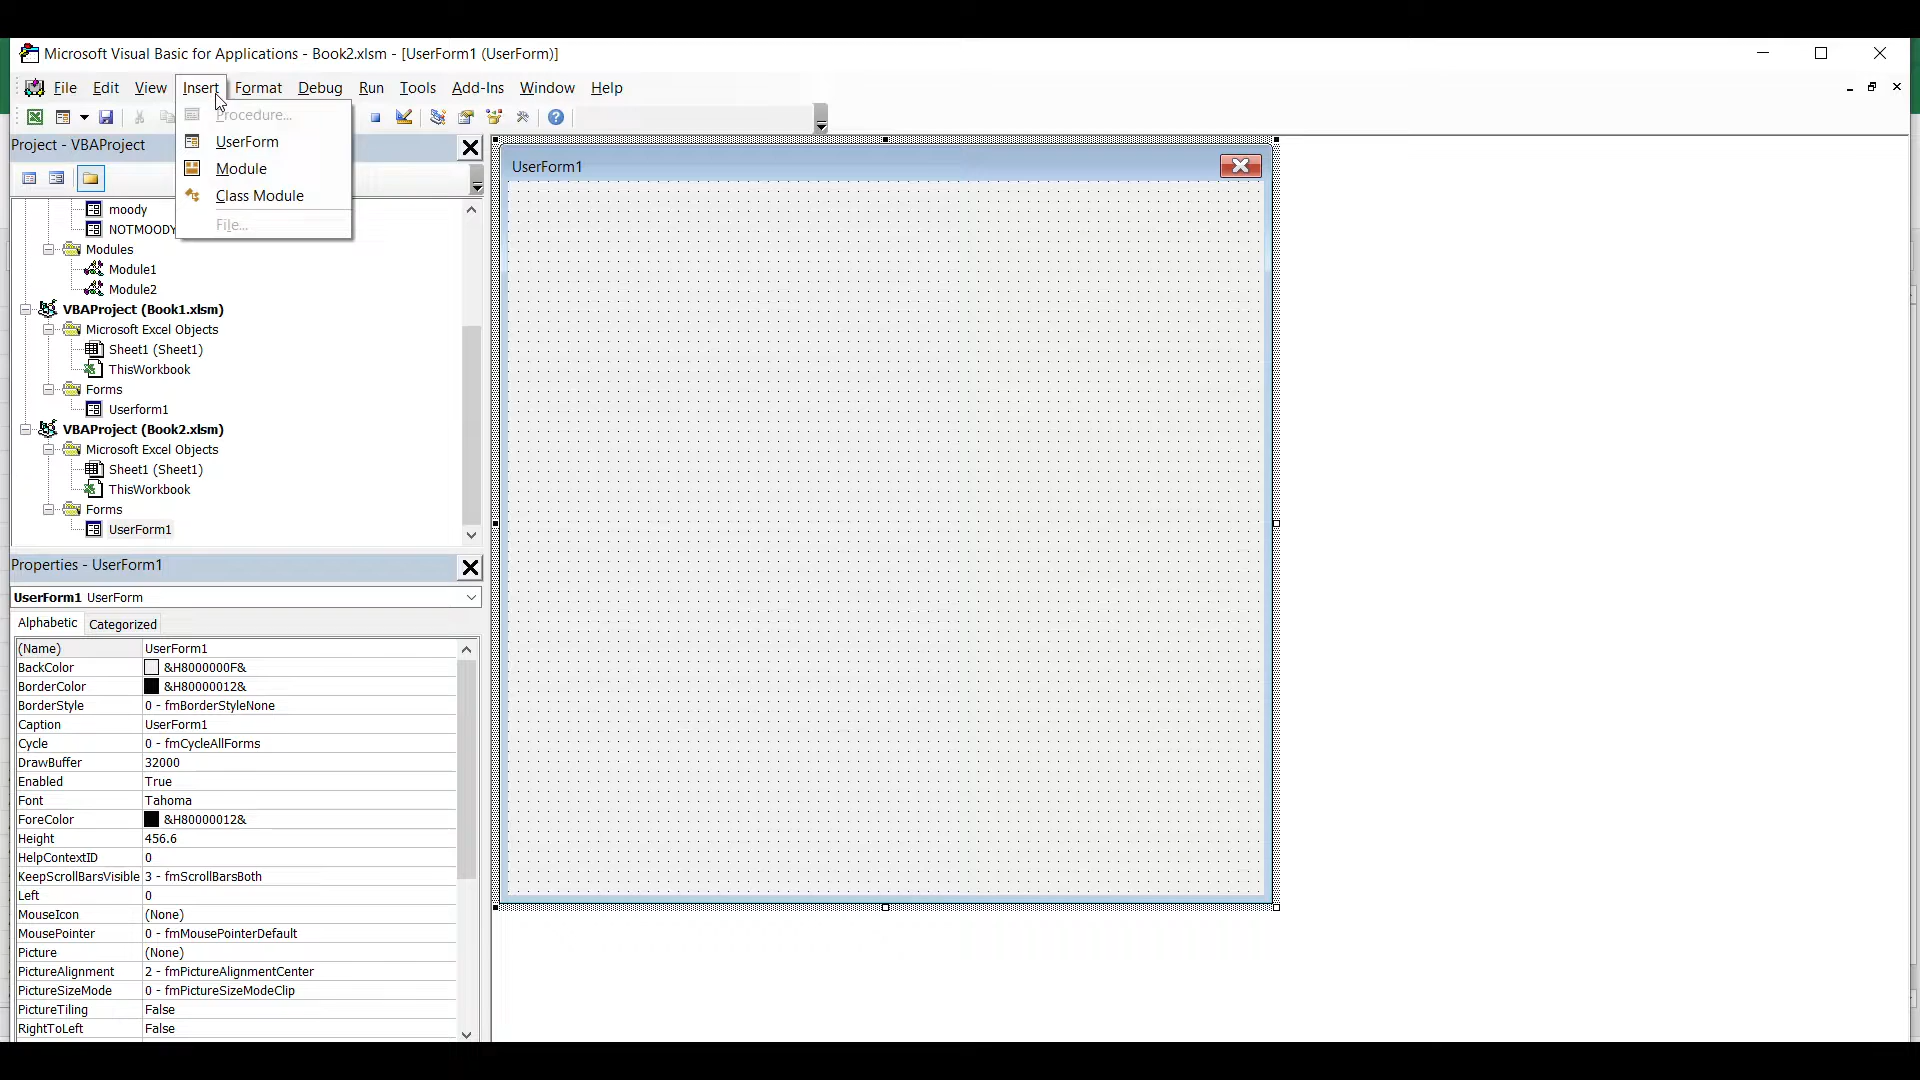 Microsoft Visual Basic for Applications - Book2.xlsm - [UserForm1 (UserForm)]
File Edit View Insert Format Debug Run Tools Add-Ins Window Help
Procedure...
UserForm
Module
Class Module
File...
Project - VBAProject
moody
NOTMOODY
Modules
Module1
Module2
VBAProject (Book1.xlsm)
Microsoft Excel Objects
Sheet1 (Sheet1)
ThisWorkbook
Forms
Userform1
VBAProject (Book2.xlsm)
Microsoft Excel Objects
Sheet1 (Sheet1)
ThisWorkbook
Forms
UserForm1
Properties - UserForm1
UserForm1 UserForm
Alphabetic Categorized
(Name) UserForm1
BackColor &H8000000F&
BorderColor &H80000012&
BorderStyle 0 - fmBorderStyleNone
Caption UserForm1
Cycle 0 - fmCycleAllForms
DrawBuffer 32000
Enabled True
Font Tahoma
ForeColor &H80000012&
Height 456.6
HelpContextID 0
KeepScrollBarsVisible 3 - fmScrollBarsBoth
Left 0
MouseIcon (None)
MousePointer 0 - fmMousePointerDefault
Picture (None)
PictureAlignment 2 - fmPictureAlignmentCenter
PictureSizeMode 0 - fmPictureSizeModeClip
PictureTiling False
RightToLeft False
UserForm1